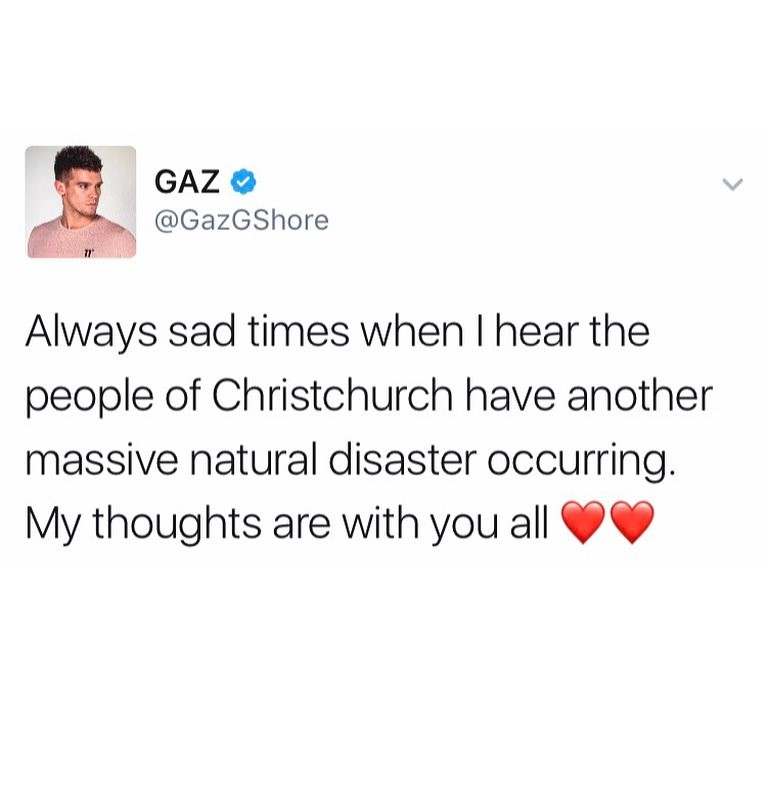 GAZ
@GazGShore
Always sad times when I hear the
people of Christchurch have another
massive natural disaster occurring.
My thoughts are with you all ❤️❤️